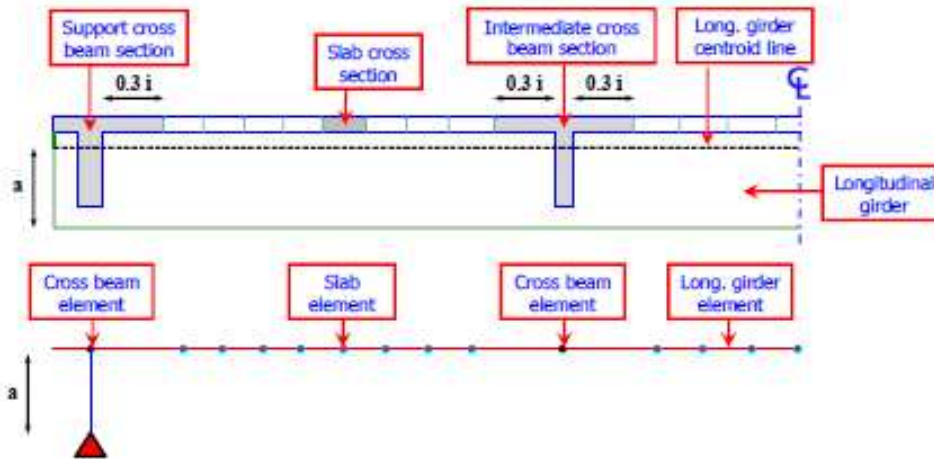 Support cross
beam section
Slab cross
section
Intermediate cross
beam section
Long. girder
centroid line
0.3 i
0.3 i
0.3 i
℄
a
Longitudinal
girder
Cross beam
element
Slab
element
Cross beam
element
Long. girder
element
a